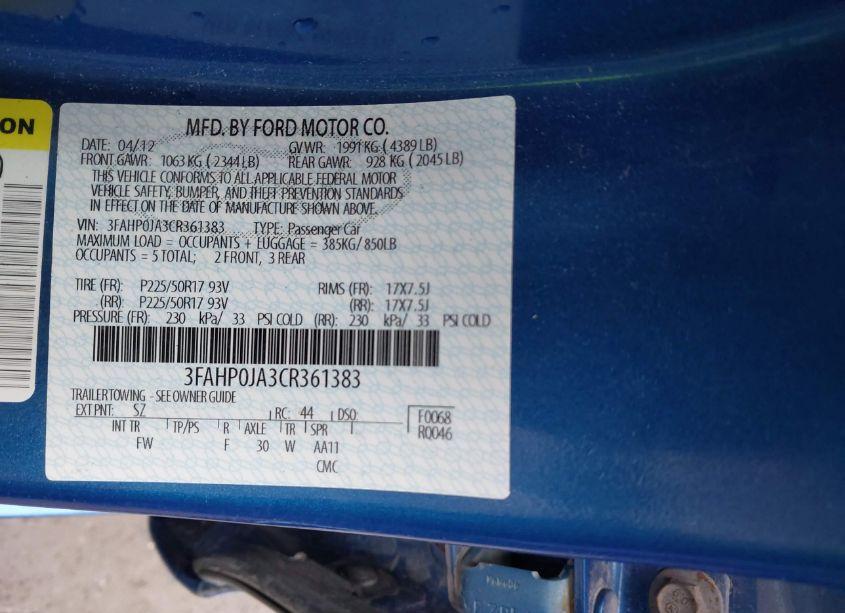 ION
MFD. BY FORD MOTOR CO.
DATE: 04/12 GVWR: 1991 KG ( 4389 LB)
FRONT GAWR: 1063 KG ( 2344 LB) REAR GAWR: 928 KG ( 2045 LB)
THIS VEHICLE CONFORMS TO ALL APPLICABLE FEDERAL MOTOR
VEHICLE SAFETY, BUMPER, AND THEFT PREVENTION STANDARDS
IN EFFECT ON THE DATE OF MANUFACTURE SHOWN ABOVE.
VIN: 3FAHP0JA3CR361383 TYPE: Passenger Car
MAXIMUM LOAD = OCCUPANTS + LUGGAGE = 385KG/ 850LB
OCCUPANTS = 5 TOTAL; 2 FRONT, 3 REAR
TIRE (FR): P225/50R17 93V RIMS (FR): 17X7.5J
(RR): P225/50R17 93V (RR): 17X7.5J
PRESSURE (FR): 230 kPa/ 33 PSI COLD (RR): 230 kPa/ 33 PSI COLD
3FAHP0JA3CR361383
TRAILER TOWING - SEE OWNER GUIDE
EXT PNT: SZ RC: 44 DSO: F0068
INT TR TP/PS R AXLE TR SPR R0046
FW F 30 W AA11
CMC